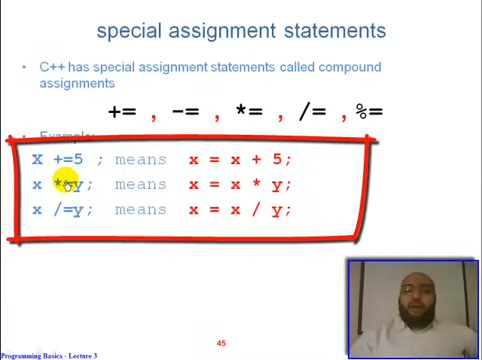 special assignment statements
• C++ has special assignment statements called compound
assignments
+= , -= , *= , /= , %=
• Example:
X +=5 ; means x = x + 5;
x *=y; means x = x * y;
x /=y; means x = x / y;
45
Programming Basics - Lecture 3